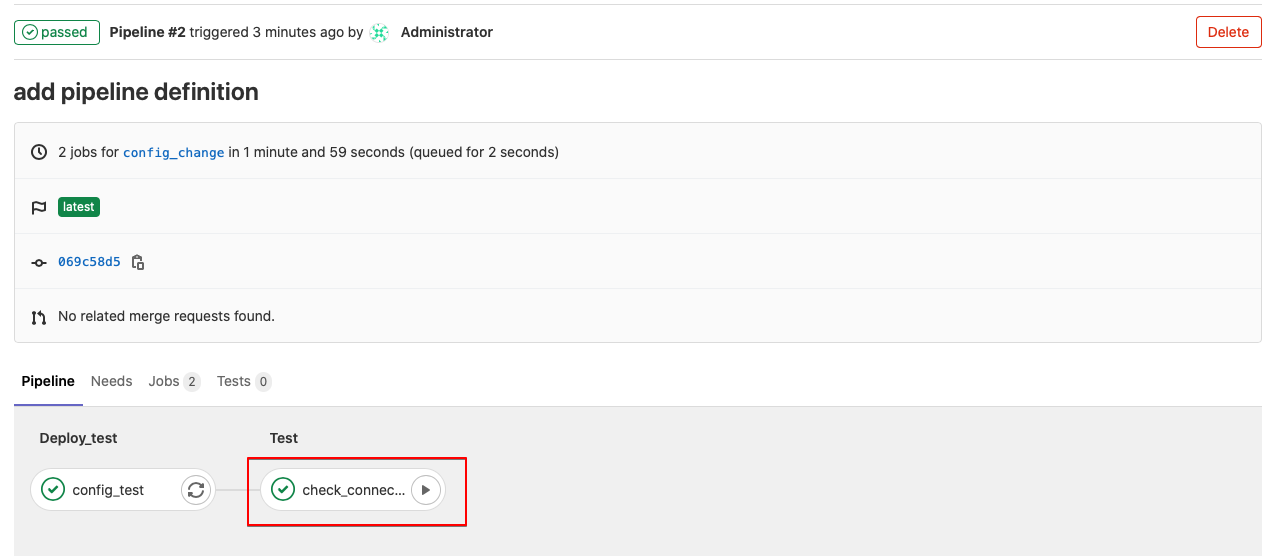 passed Pipeline #2 triggered 3 minutes ago by Administrator Delete
add pipeline definition
2 jobs for config_change in 1 minute and 59 seconds (queued for 2 seconds)
latest
069c58d5
No related merge requests found.
Pipeline Needs Jobs 2 Tests 0
Deploy_test Test
config_test check_connec...